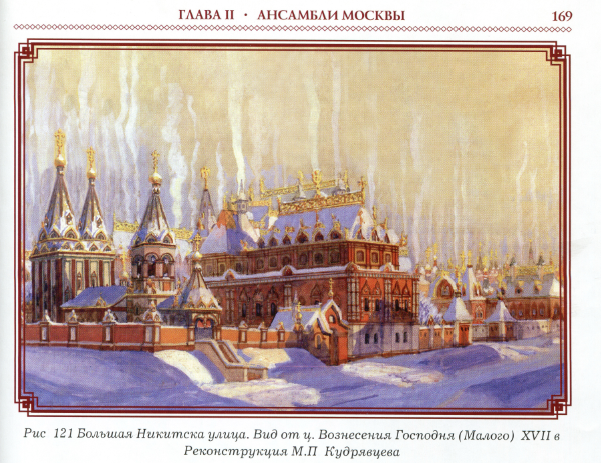 ГЛАВА II · АНСАМБЛИ МОСКВЫ 169
Рис 121 Большая Никитска улица. Вид от ц. Вознесения Господня (Малого) XVII в
Реконструкция М.П Кудрявцева